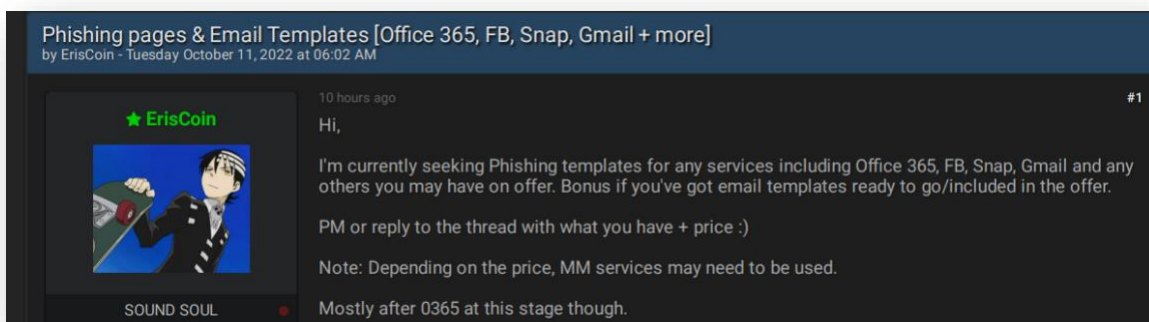 Phishing pages & Email Templates [Office 365, FB, Snap, Gmail + more]
by ErisCoin - Tuesday October 11, 2022 at 06:02 AM
ErisCoin
SOUND SOUL
10 hours ago #1
Hi,
I'm currently seeking Phishing templates for any services including Office 365, FB, Snap, Gmail and any
others you may have on offer. Bonus if you've got email templates ready to go/included in the offer.
PM or reply to the thread with what you have + price :)
Note: Depending on the price, MM services may need to be used.
Mostly after 0365 at this stage though.